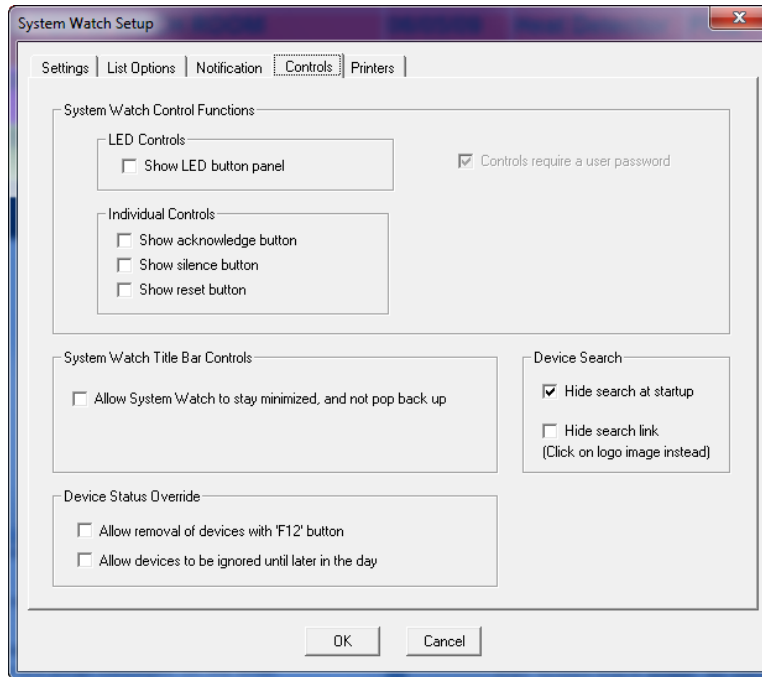 System Watch Setup
Settings
List Options
Notification
Controls
Printers
System Watch Control Functions
LED Controls
Show LED button panel
Controls require a user password
Individual Controls
Show acknowledge button
Show silence button
Show reset button
System Watch Title Bar Controls
Allow System Watch to stay minimized, and not pop back up
Device Search
Hide search at startup
Hide search link
(Click on logo image instead)
Device Status Override
Allow removal of devices with 'F12' button
Allow devices to be ignored until later in the day
OK
Cancel